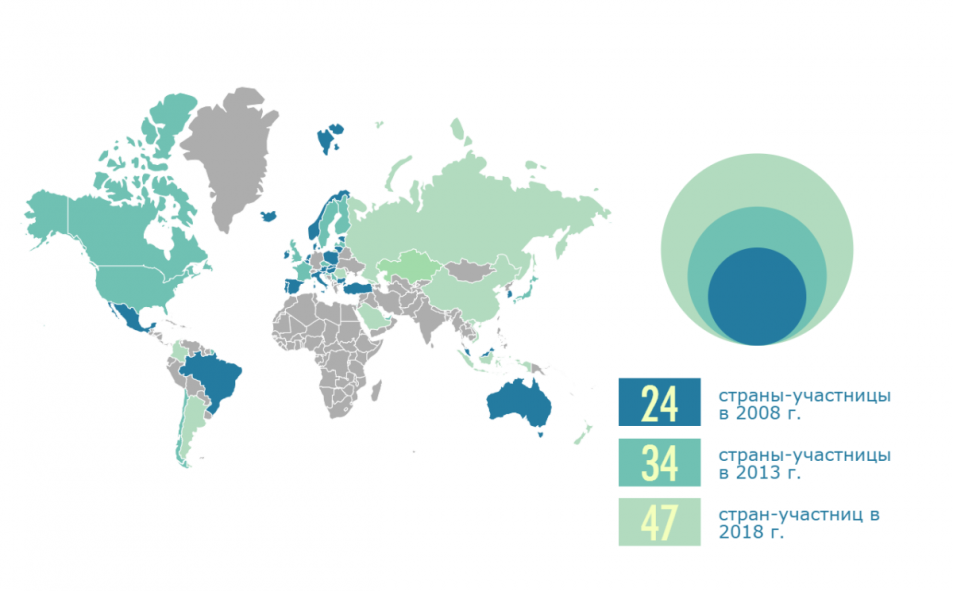 24
страны-участницы
в 2008 г.
34
страны-участницы
в 2013 г.
47
стран-участниц в
2018 г.